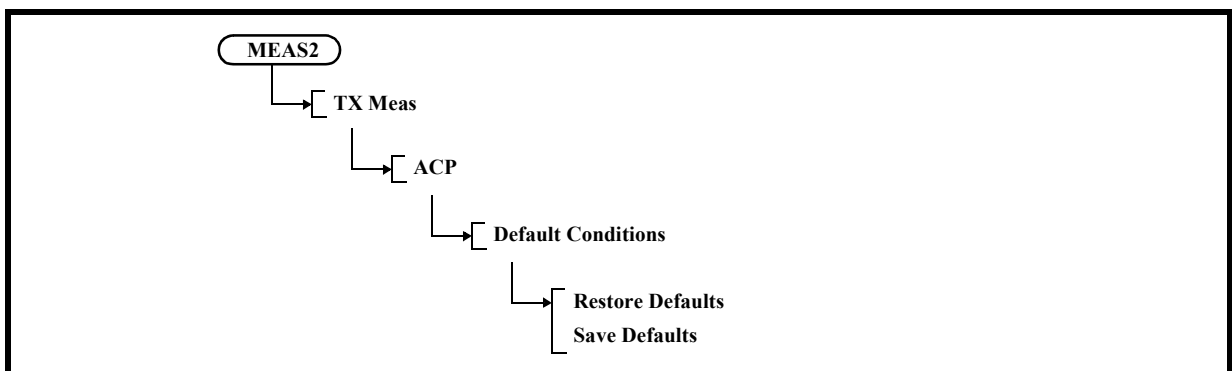 MEAS2
TX Meas
ACP
Default Conditions
Restore Defaults
Save Defaults